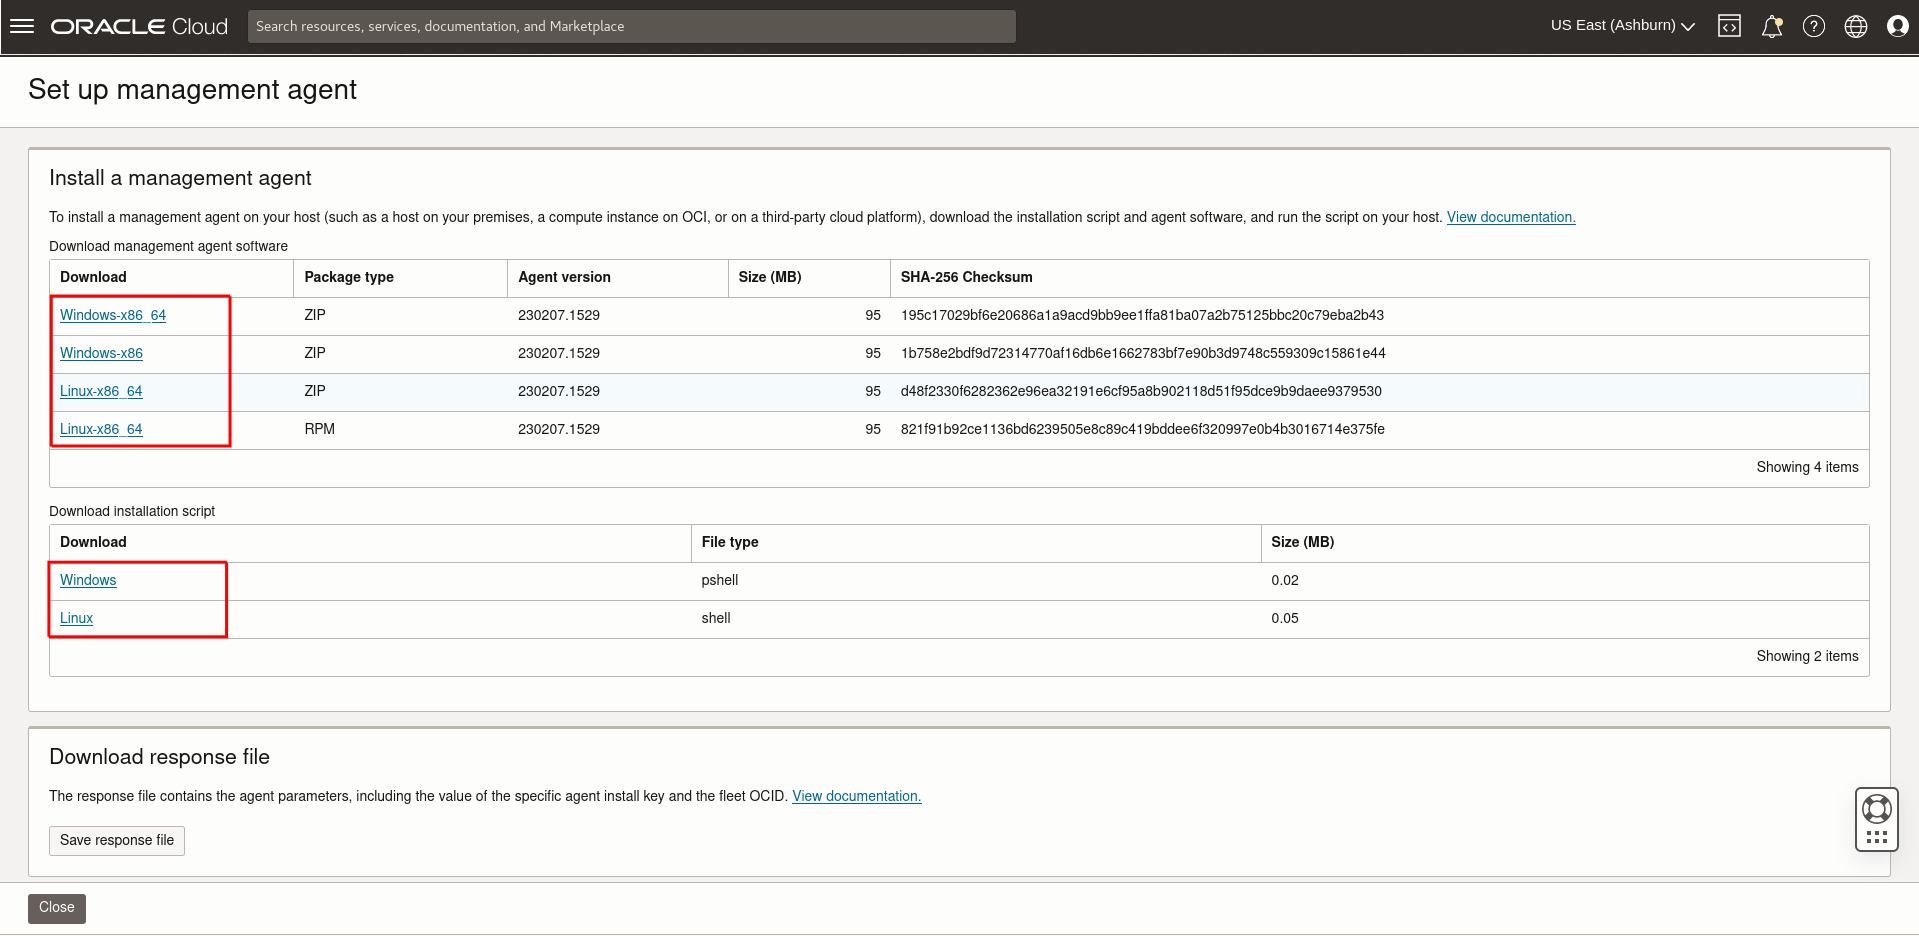 ORACLE Cloud
Search resources, services, documentation, and Marketplace
US East (Ashburn)
Set up management agent
Install a management agent
To install a management agent on your host (such as a host on your premises, a compute instance on OCI, or on a third-party cloud platform), download the installation script and agent software, and run the script on your host. View documentation.
Download management agent software
Download Package type Agent version Size (MB) SHA-256 Checksum
Windows-x86_64 ZIP 230207.1529 95 195c17029bf6e20686a1a9acd9bb9ee1ffa81ba07a2b75125bbc20c79eba2b43
Windows-x86 ZIP 230207.1529 95 1b758e2bdf9d72314770af16db6e1662783bf7e90b3d9748c559309c15861e44
Linux-x86_64 ZIP 230207.1529 95 d48f2330f6282362e96ea32191e6cf95a8b902118d51f95dce9b9daee9379530
Linux-x86_64 RPM 230207.1529 95 821f91b92ce1136bd6239505e8c89c419bddee6f320997e0b4b3016714e375fe
Showing 4 items
Download installation script
Download File type Size (MB)
Windows pshell 0.02
Linux shell 0.05
Showing 2 items
Download response file
The response file contains the agent parameters, including the value of the specific agent install key and the fleet OCID. View documentation.
Save response file
Close